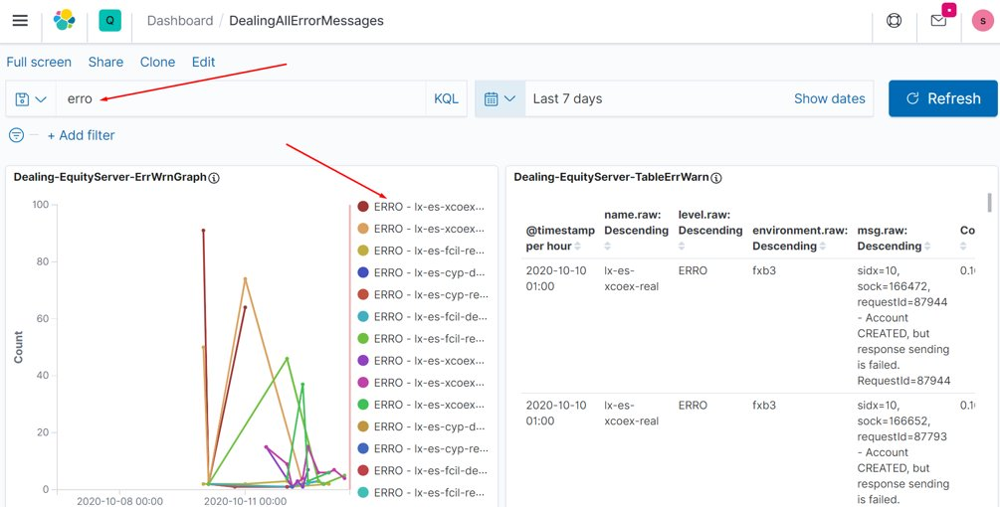 Q
Dashboard / DealingAllErrorMessages
s
Full screen Share Clone Edit
erro KQL Last 7 days Show dates Refresh
+ Add filter
Dealing-EquityServer-ErrWrnGraph
100
80
60
40
20
0
Count
2020-10-08 00:00 2020-10-11 00:00
ERRO - lx-es-xcoex...
ERRO - lx-es-xcoex...
ERRO - lx-es-fcil-re...
ERRO - lx-es-cyp-d...
ERRO - lx-es-cyp-re...
ERRO - lx-es-fcil-de...
ERRO - lx-es-fcil-re...
ERRO - lx-es-xcoex...
ERRO - lx-es-xcoex...
ERRO - lx-es-xcoex...
ERRO - lx-es-cyp-d...
ERRO - lx-es-cyp-re...
ERRO - lx-es-fcil-de...
ERRO - lx-es-fcil-re...
Dealing-EquityServer-TableErrWarn
@timestamp per hour name.raw: Descending level.raw: Descending environment.raw: Descending msg.raw: Descending Co
2020-10-10 01:00 lx-es-xcoex-real ERRO fxb3
sidx=10,
sock=166472,
requestId=87944
- Account
CREATED, but
response sending
is failed.
RequestId=87944
0.1
2020-10-10 01:00 lx-es-xcoex-real ERRO fxb3
sidx=10,
sock=166652,
requestId=87793
- Account
CREATED, but
response sending
is failed.
0.1